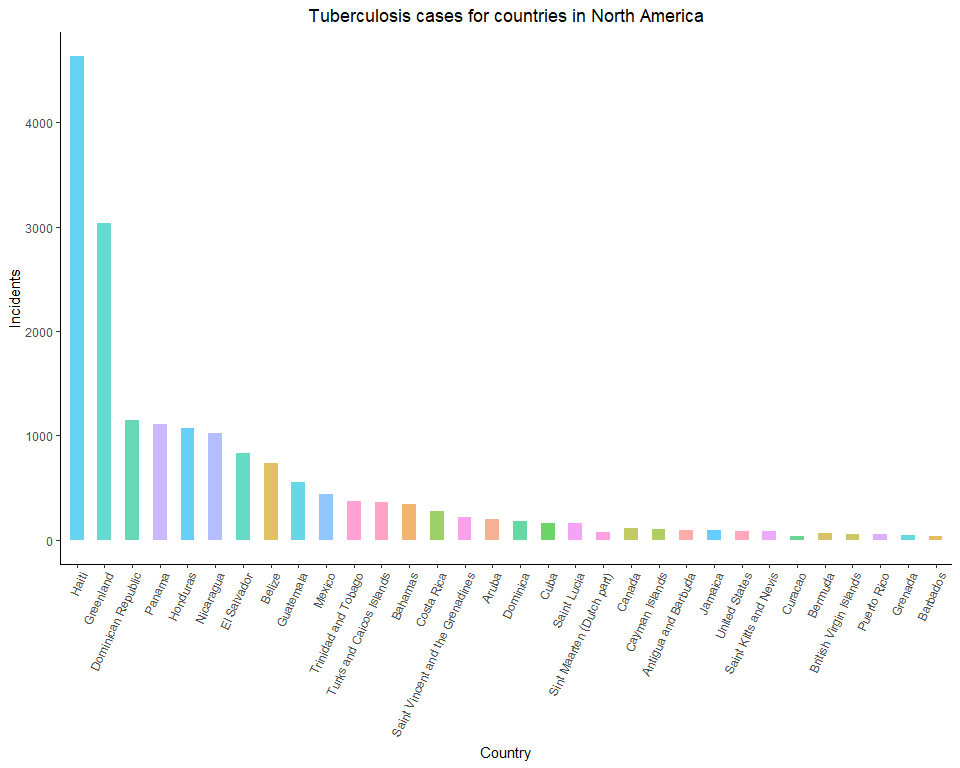 Tuberculosis cases for countries in North America
Incidents
4000
3000
2000
1000
0
Haiti
Greenland
Dominican Republic
Panama
Honduras
Nicaragua
El Salvador
Belize
Guatemala
Mexico
Trinidad and Tobago
Turks and Caicos Islands
Bahamas
Costa Rica
Saint Vincent and the Grenadines
Aruba
Dominica
Cuba
Saint Lucia
Sint Maarten (Dutch part)
Canada
Cayman Islands
Antigua and Barbuda
Jamaica
United States
Saint Kitts and Nevis
Curacao
Bermuda
British Virgin Islands
Puerto Rico
Grenada
Barbados
Country